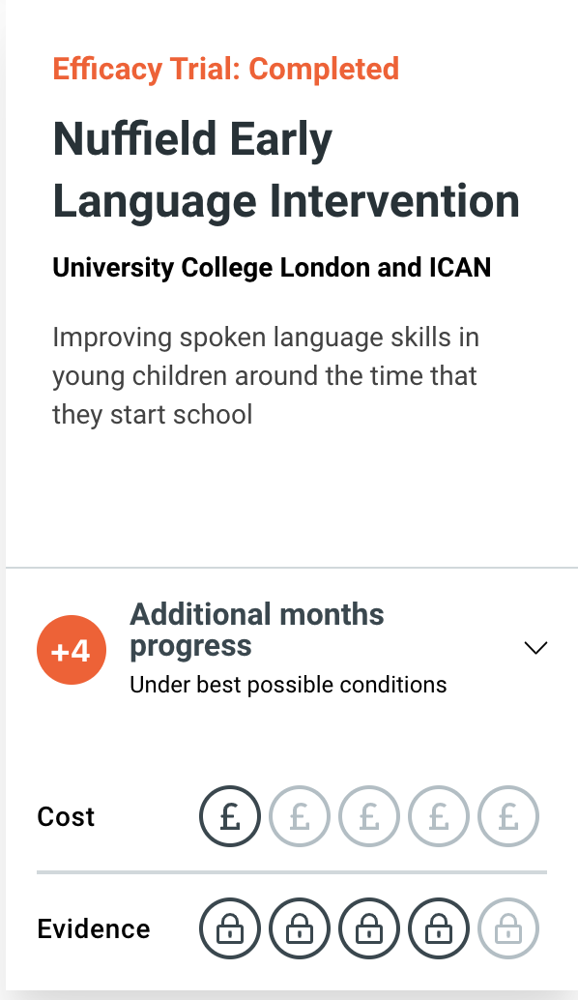 Efficacy Trial: Completed
Nuffield Early
Language Intervention
University College London and ICAN
Improving spoken language skills in
young children around the time that
they start school
+4
Additional months
progress
Under best possible conditions
Cost £ £ £ £ £
Evidence